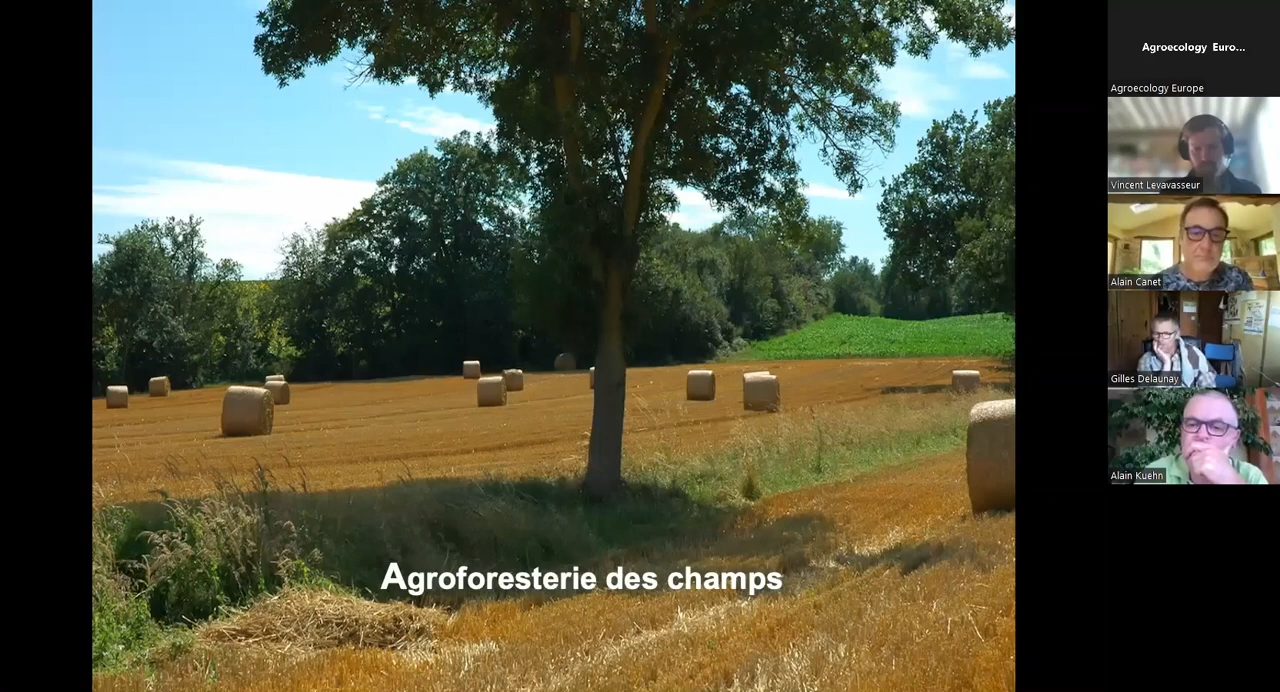 Agroforesterie des champs
Agroecology Euro...
Agroecology Europe
Vincent Levavasseur
Alain Canet
Gilles Delaunay
Alain Kuehn